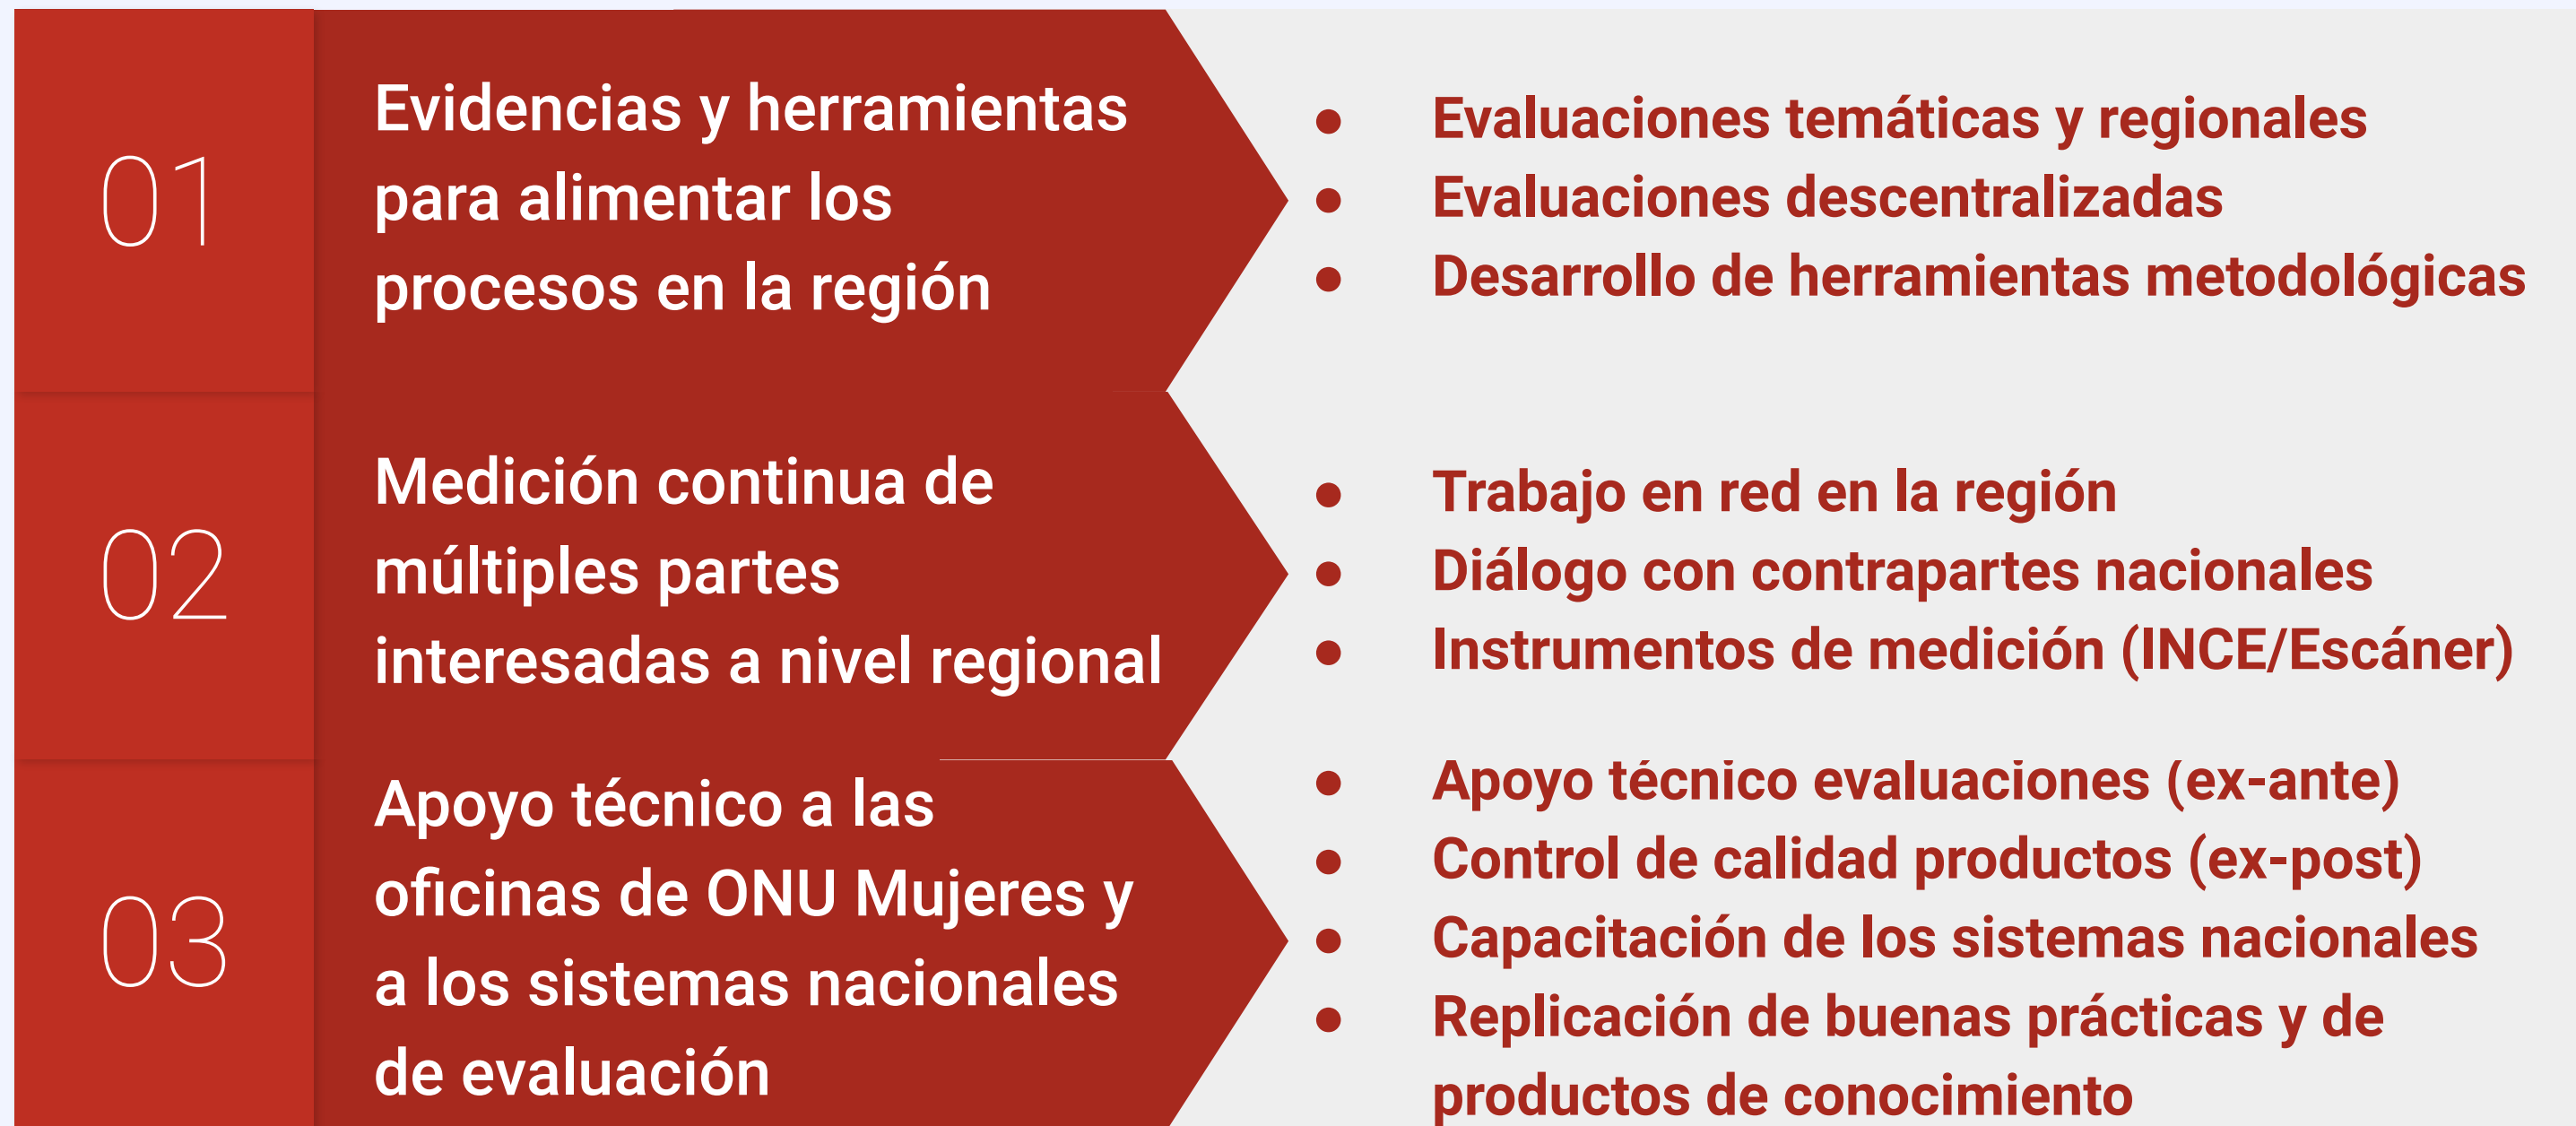 01
Evidencias y herramientas
para alimentar los
procesos en la región
● Evaluaciones temáticas y regionales
● Evaluaciones descentralizadas
● Desarrollo de herramientas metodológicas
02
Medición continua de
múltiples partes
interesadas a nivel regional
● Trabajo en red en la región
● Diálogo con contrapartes nacionales
● Instrumentos de medición (INCE/Escáner)
03
Apoyo técnico a las
oficinas de ONU Mujeres y
a los sistemas nacionales
de evaluación
● Apoyo técnico evaluaciones (ex-ante)
● Control de calidad productos (ex-post)
● Capacitación de los sistemas nacionales
● Replicación de buenas prácticas y de
productos de conocimiento